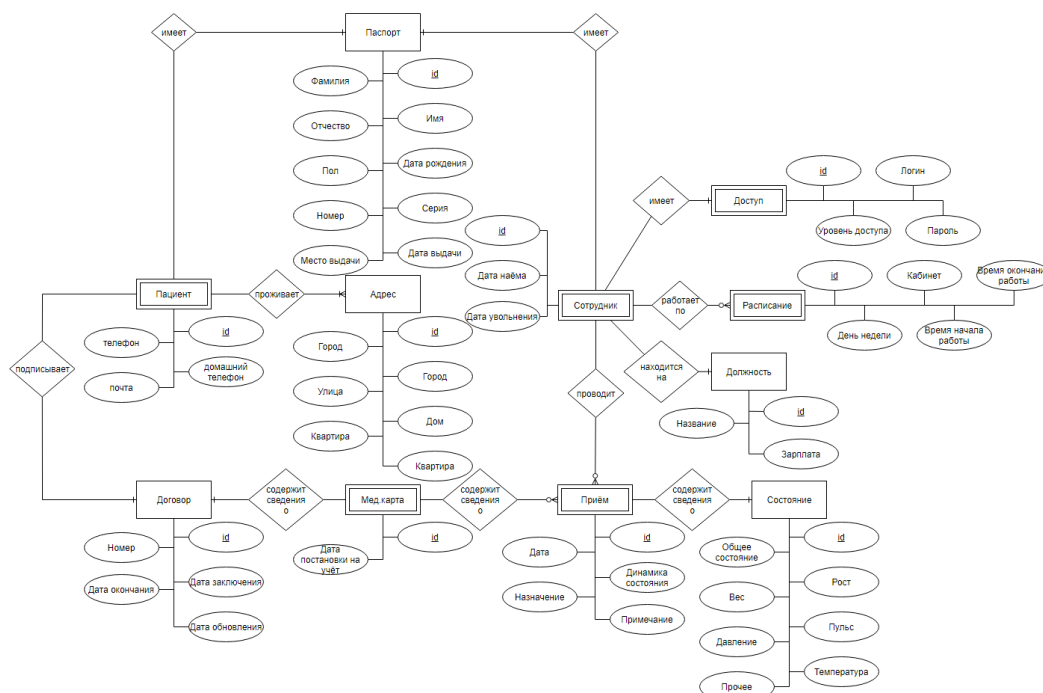 имеет
Паспорт
имеет
Фамилия
id
Отчество
Имя
Пол
Дата рождения
Номер
Серия
Место выдачи
Дата выдачи
id
Дата наёма
Дата увольнения
имеет
Доступ
id
Логин
Уровень доступа
Пароль
Пациент
проживает
Адрес
Сотрудник
работает
по
Расписание
id
Кабинет
Время окончани
работы
День недели
Время начала
работы
подписывает
телефон
id
почта
домашний
телефон
Город
id
Улица
Город
Квартира
Дом
Квартира
проводит
находится
на
Должность
Название
id
Зарплата
Договор
содержит
сведения
о
Мед.карта
содержит
сведения
о
Приём
содержит
сведения
о
Состояние
Номер
id
Дата окончания
Дата заключения
Дата обновления
Дата
постановки на
учёт
id
Дата
id
Назначение
Динамика
состояния
Примечание
Общее
состояние
id
Вес
Рост
Давление
Пульс
Прочее
Температура